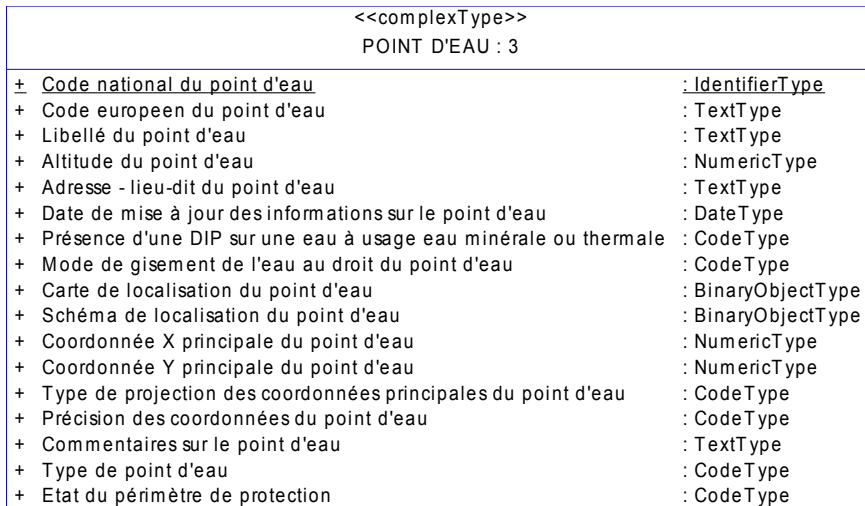 <<complexType>>
POINT D'EAU : 3
+ Code national du point d'eau : IdentifierType
+ Code europeen du point d'eau : TextType
+ Libellé du point d'eau : TextType
+ Altitude du point d'eau : NumericType
+ Adresse - lieu-dit du point d'eau : TextType
+ Date de mise à jour des informations sur le point d'eau : DateType
+ Présence d'une DIP sur une eau à usage eau minérale ou thermale : CodeType
+ Mode de gisement de l'eau au droit du point d'eau : CodeType
+ Carte de localisation du point d'eau : BinaryObjectType
+ Schéma de localisation du point d'eau : BinaryObjectType
+ Coordonnée X principale du point d'eau : NumericType
+ Coordonnée Y principale du point d'eau : NumericType
+ Type de projection des coordonnées principales du point d'eau : CodeType
+ Précision des coordonnées du point d'eau : CodeType
+ Commentaires sur le point d'eau : TextType
+ Type de point d'eau : CodeType
+ Etat du périmètre de protection : CodeType